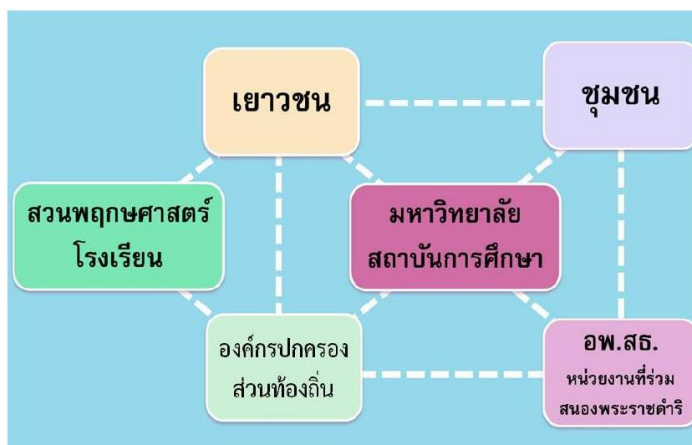 เยาวชน
ชุมชน
สวนพฤกษศาสตร์
โรงเรียน
มหาวิทยาลัย
สถาบันการศึกษา
องค์กรปกครอง
ส่วนท้องถิ่น
อพ.สธ.
หน่วยงานที่ร่วม
สนองพระราชดำริ